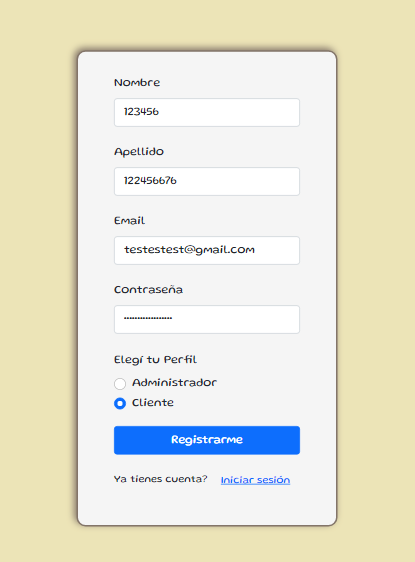 Nombre
123456
Apellido
122456676
Email
testestest@gmail.com
Contraseña
Elegí tu Perfil
Administrador
Cliente
Registrarme
Ya tienes cuenta? Iniciar sesión